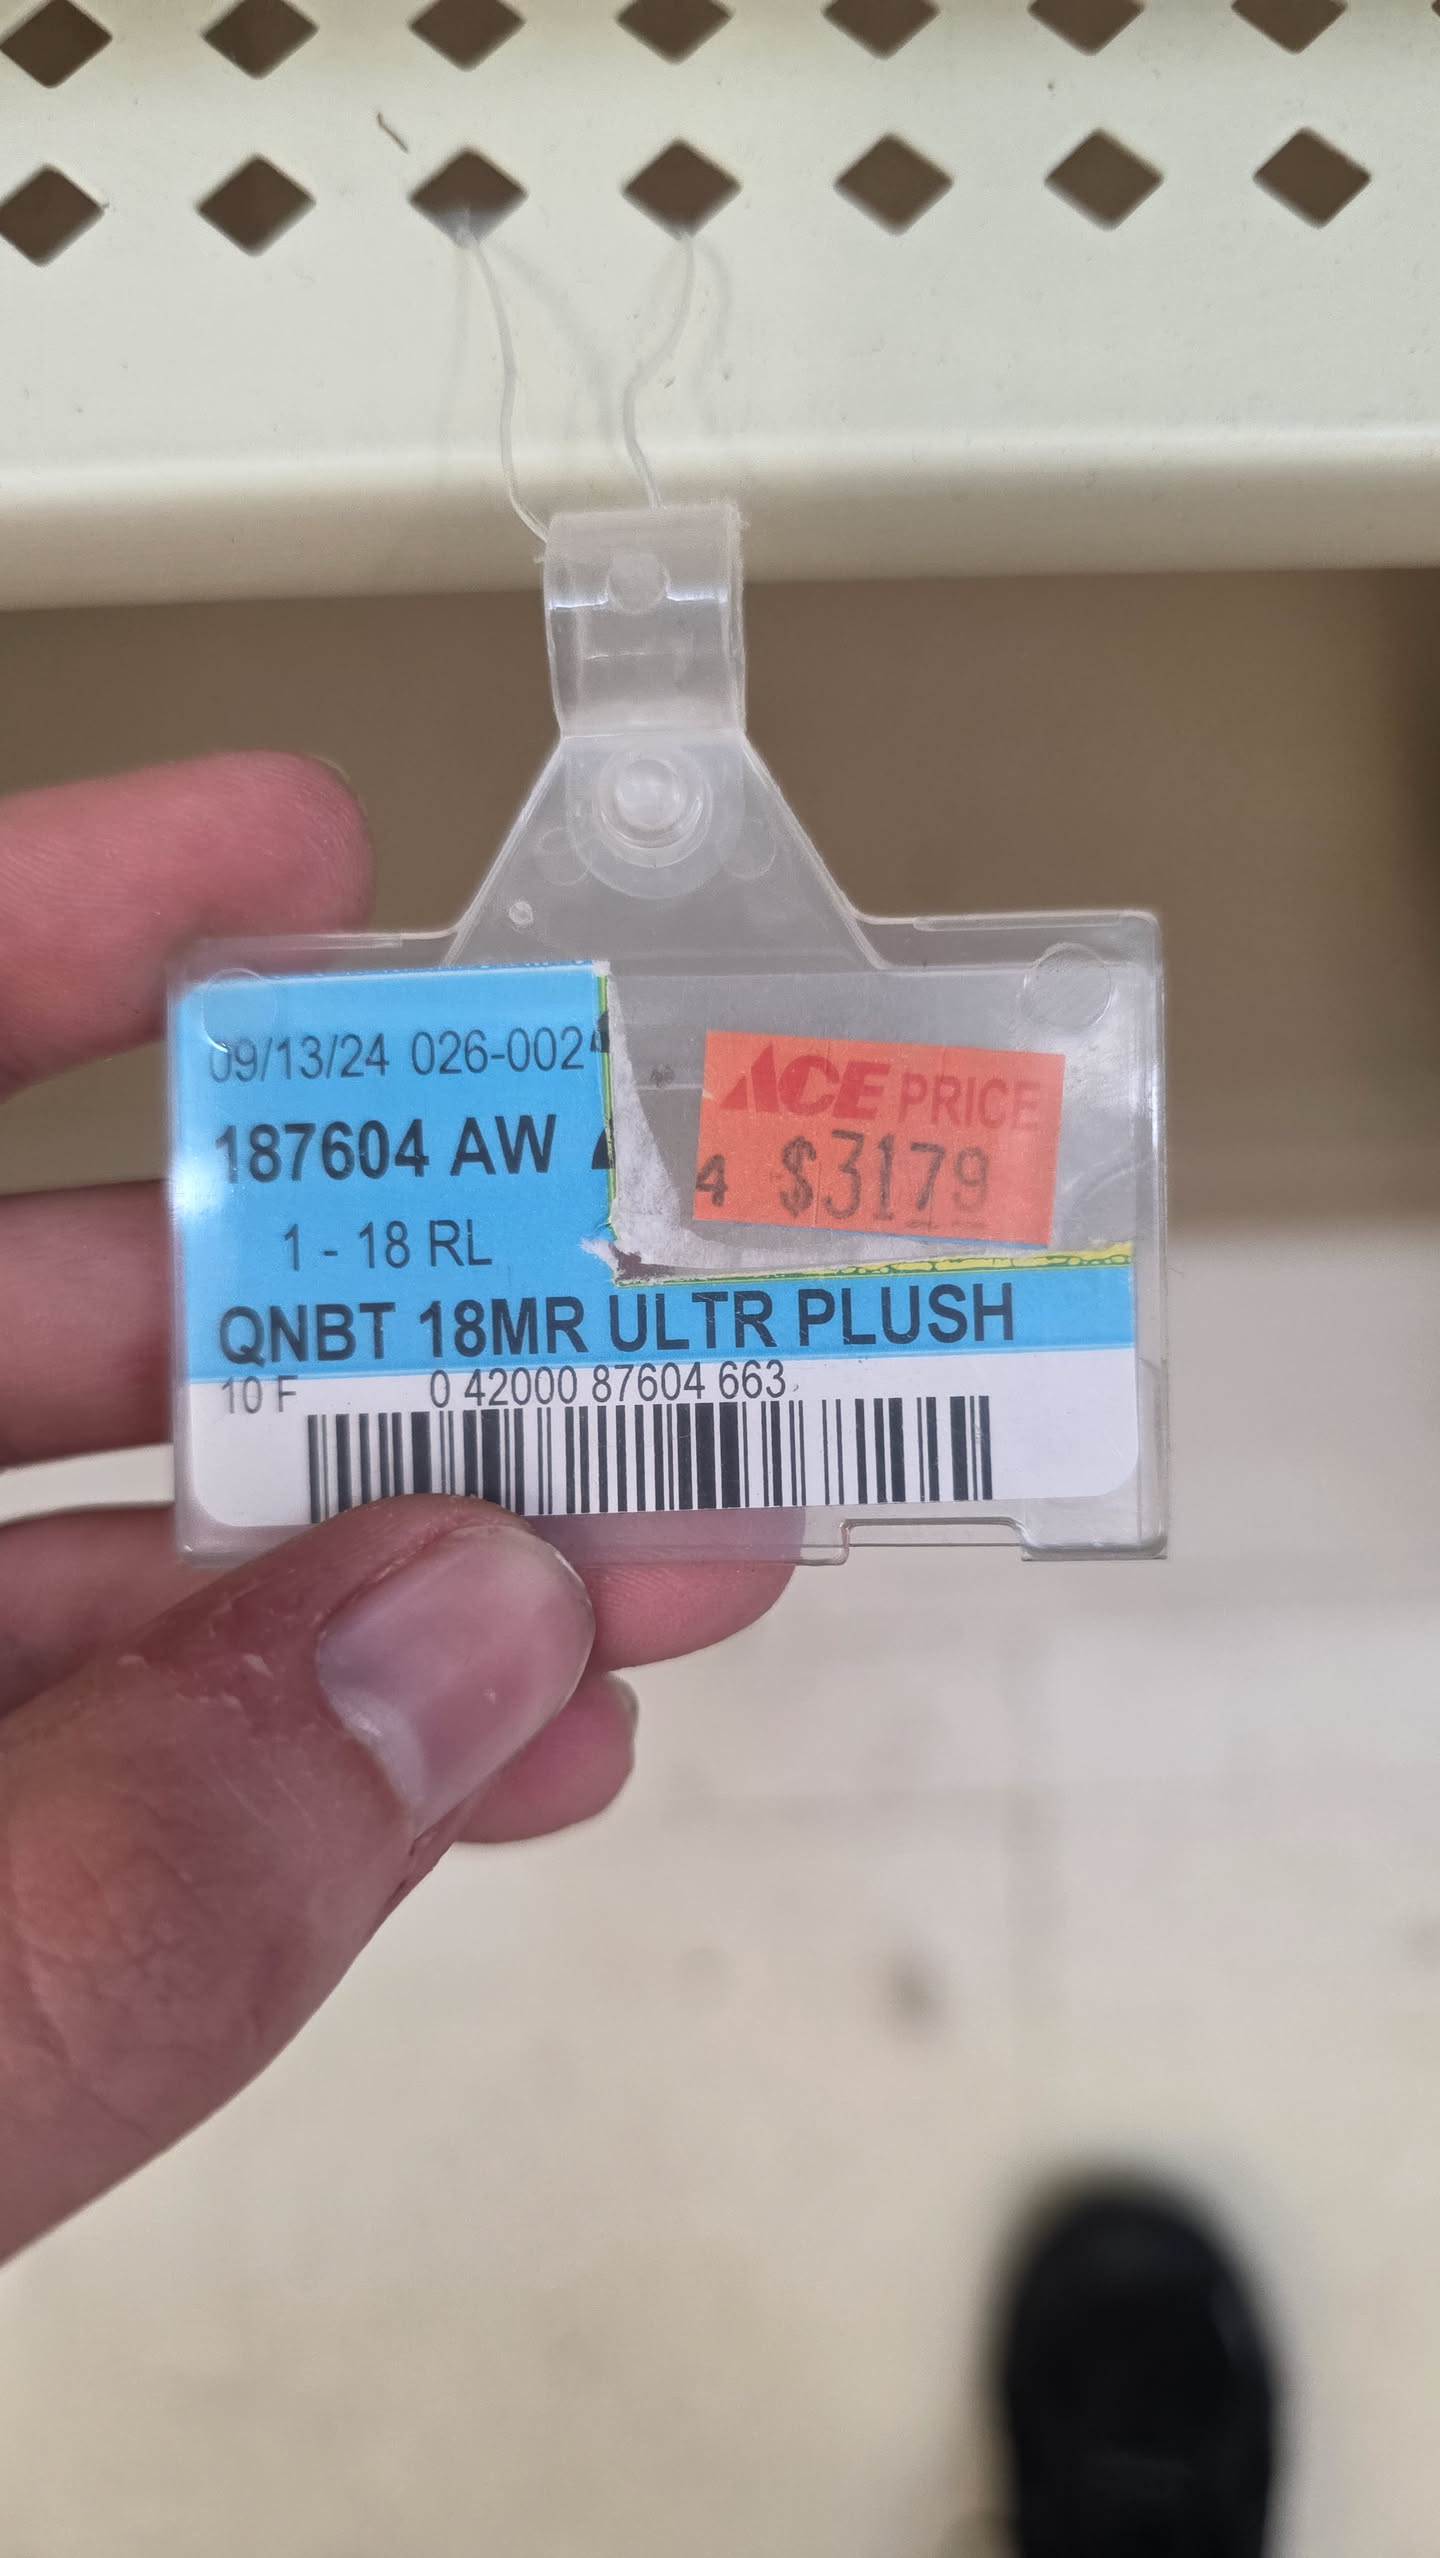 09/13/24 026-002
187604 AW
1 - 18 RL
QNBT 18MR ULTR PLUSH
10 F 0 42000 87604 663
ACE PRICE
4 $3179